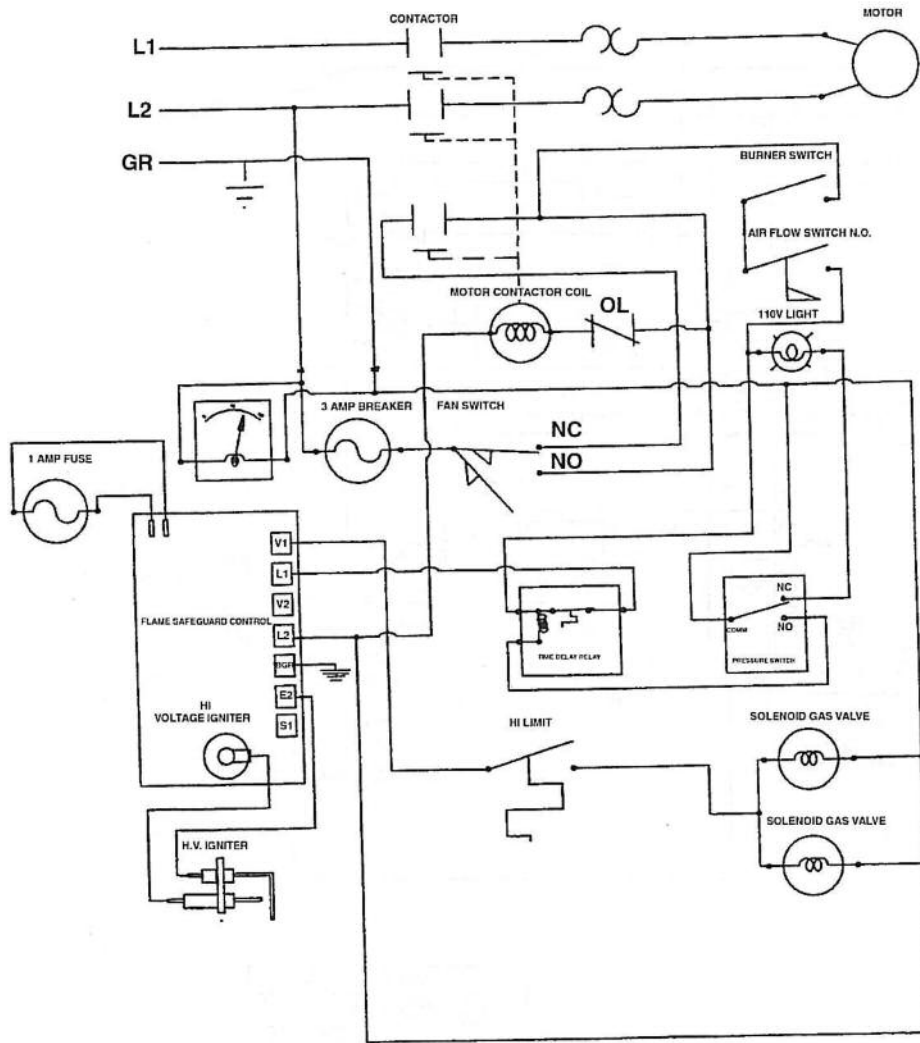 CONTACTOR
MOTOR
L1
L2
GR
BURNER SWITCH
AIR FLOW SWITCH N.O.
MOTOR CONTACTOR COIL
OL
110V LIGHT
3 AMP BREAKER
FAN SWITCH
NC
NO
1 AMP FUSE
V1
L1
V2
FLAME SAFEGUARD CONTROL
L2
BGR
E2
S1
HI
VOLTAGE IGNITER
TIME DELAY RELAY
NC
COMM
NO
PRESSURE SWITCH
HI LIMIT
SOLENOID GAS VALVE
SOLENOID GAS VALVE
H.V. IGNITER